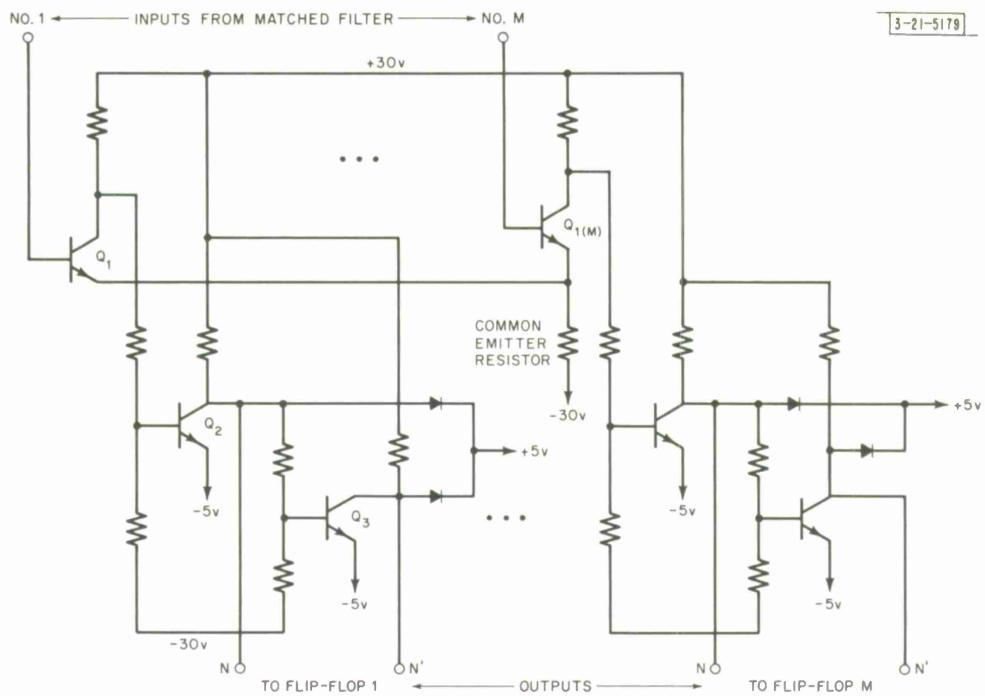 NO. 1 INPUTS FROM MATCHED FILTER NO. M
3-21-5179
+30v
Q1(M)
Q1
COMMON
EMITTER
RESISTOR
-30v
+5v
Q2
+5v
-5v
-5v
Q3
-5v
-5v
-30v
N N' N N'
TO FLIP-FLOP 1 OUTPUTS TO FLIP-FLOP M